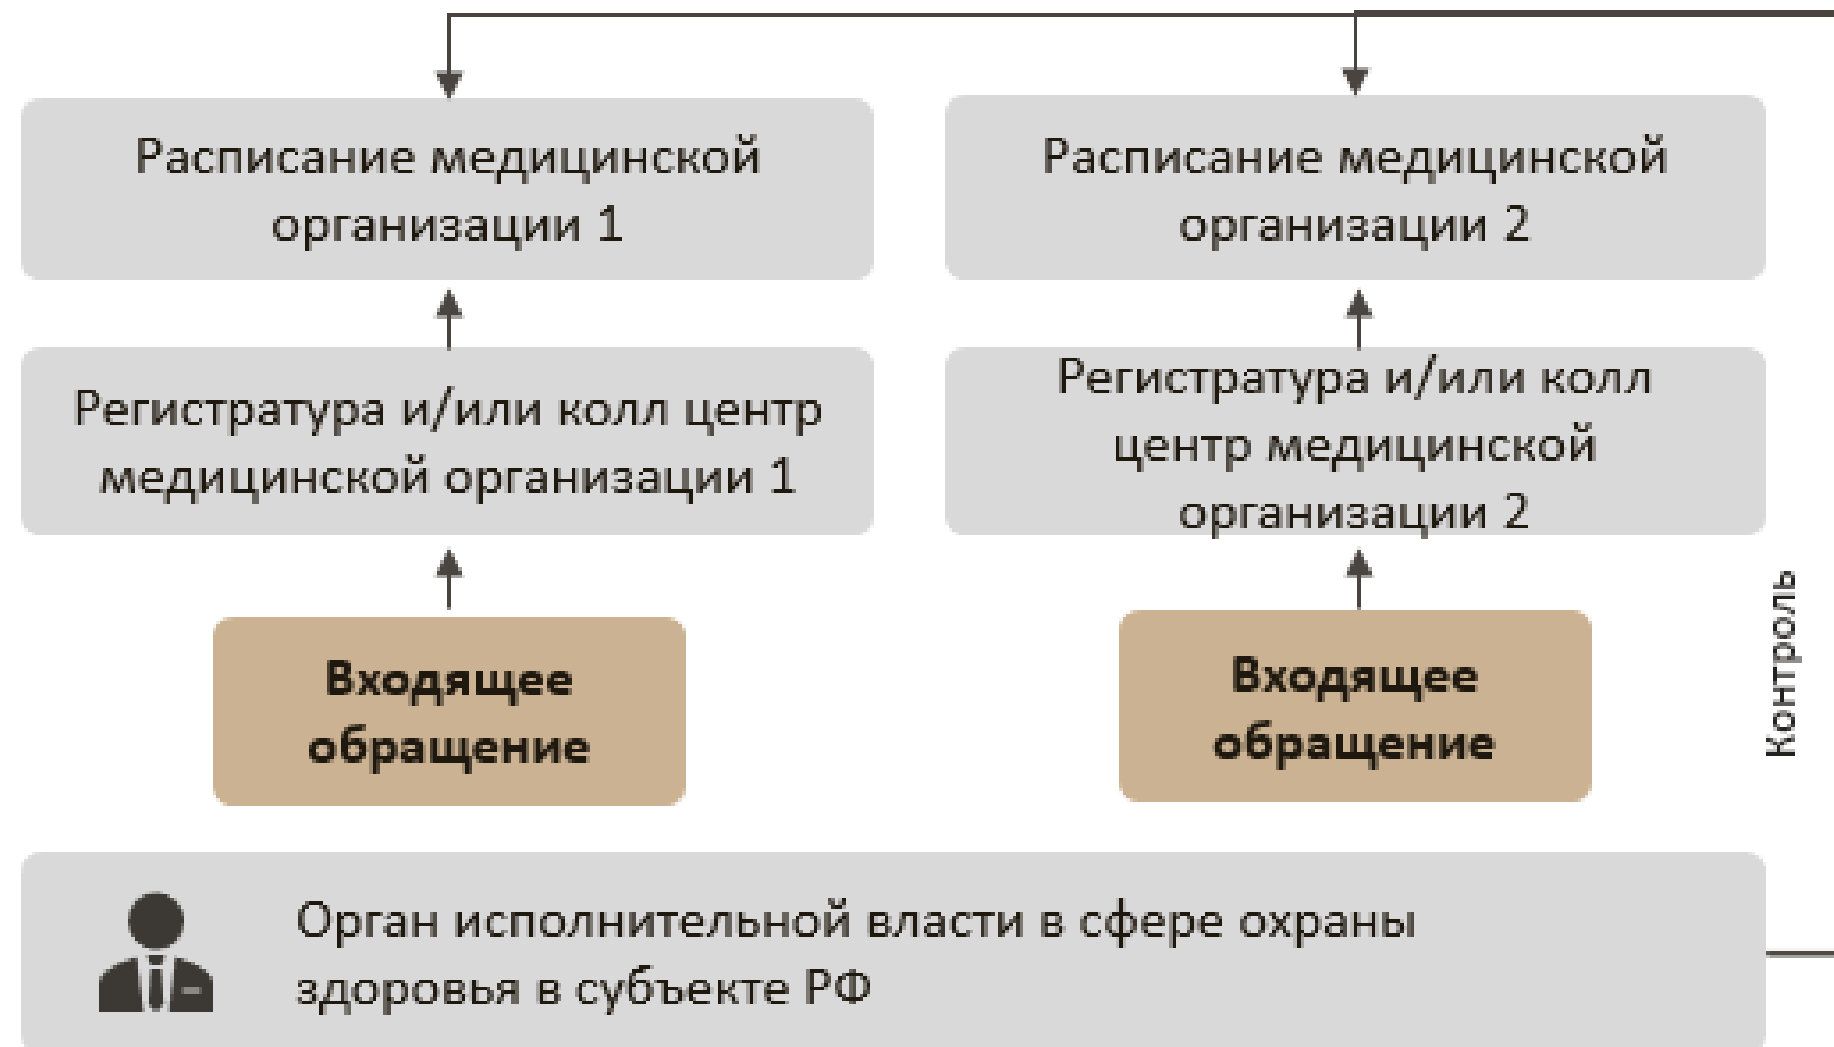 Расписание медицинской
организации 1
Расписание медицинской
организации 2
Регистратура и/или колл центр
медицинской организации 1
Регистратура и/или колл
центр медицинской
организации 2
Входящее
обращение
Входящее
обращение
Контроль
Орган исполнительной власти в сфере охраны
здоровья в субъекте РФ